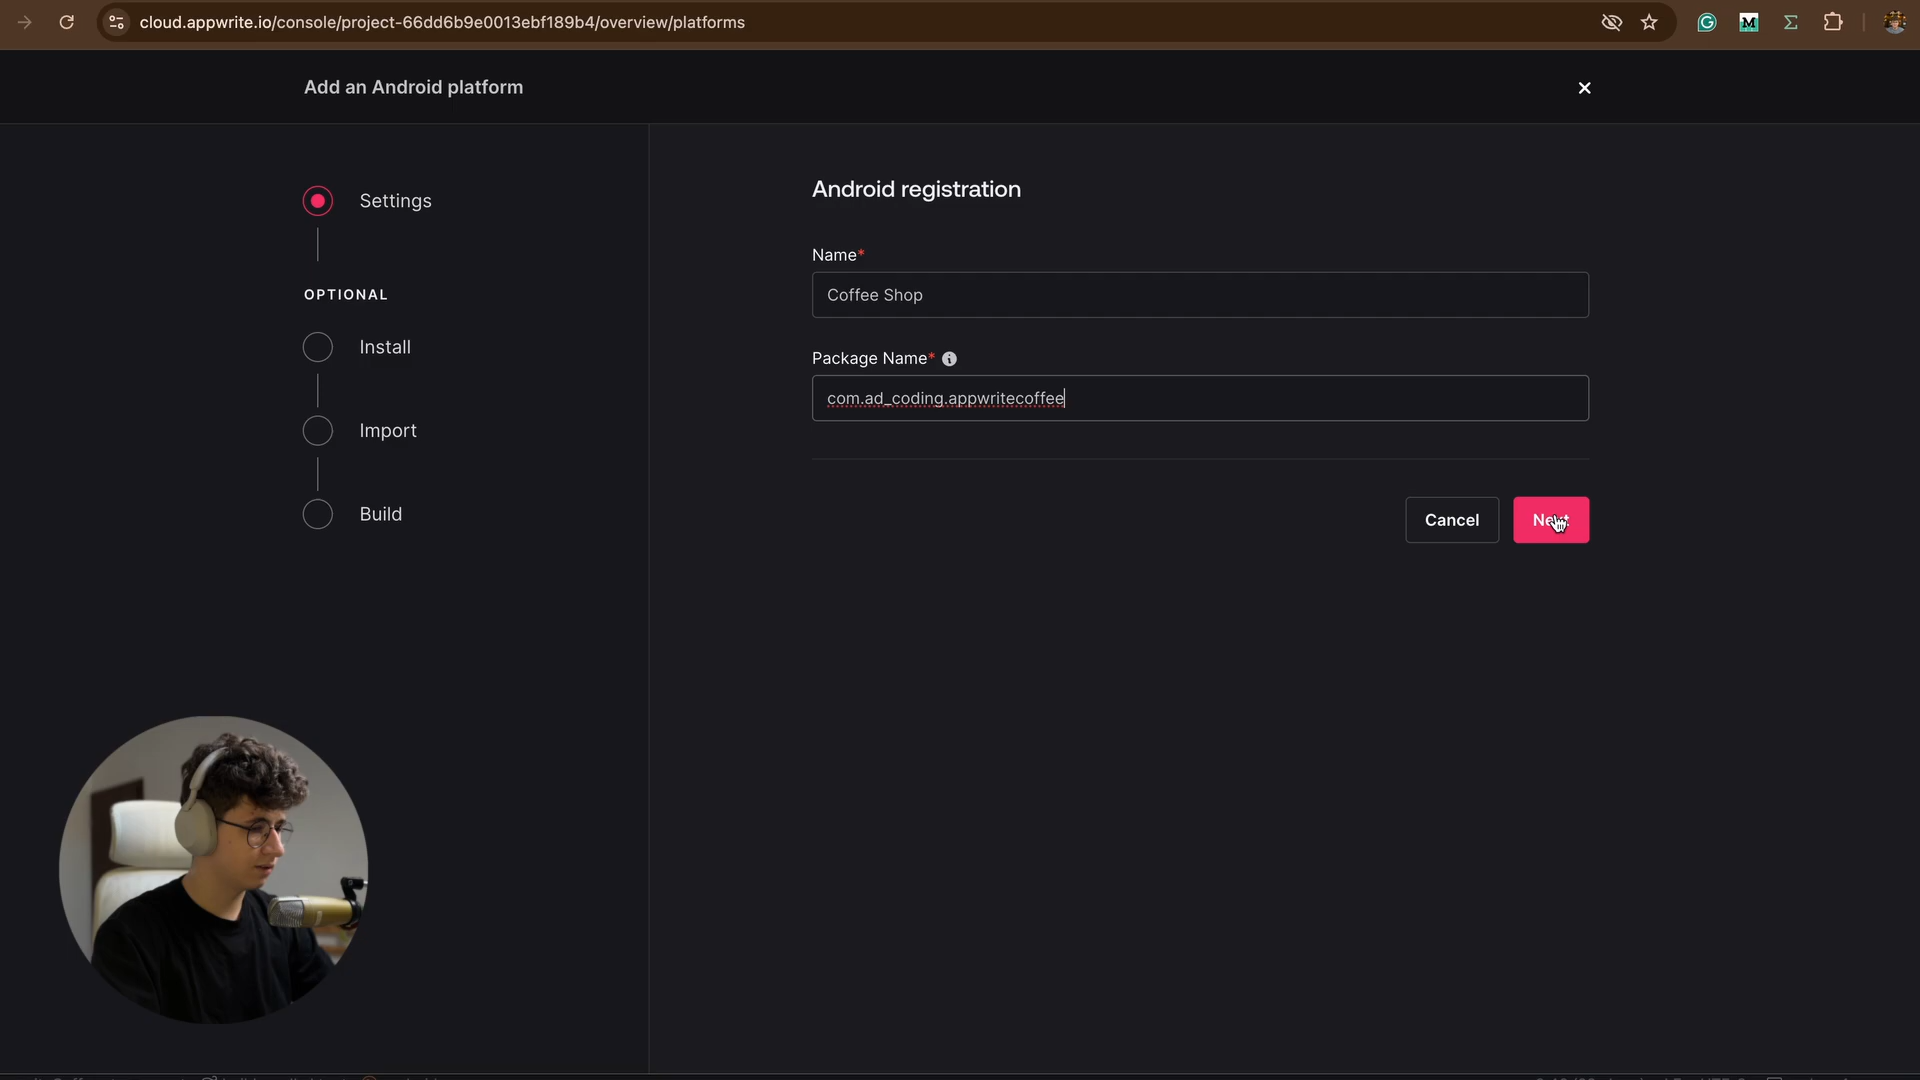 cloud.appwrite.io/console/project-66dd6b9e0013ebf189b4/overview/platforms
Add an Android platform
Settings
OPTIONAL
Install
Import
Build
Android registration
Name*
Coffee Shop
Package Name*
com.ad_coding.appwritecoffee
Cancel
Next